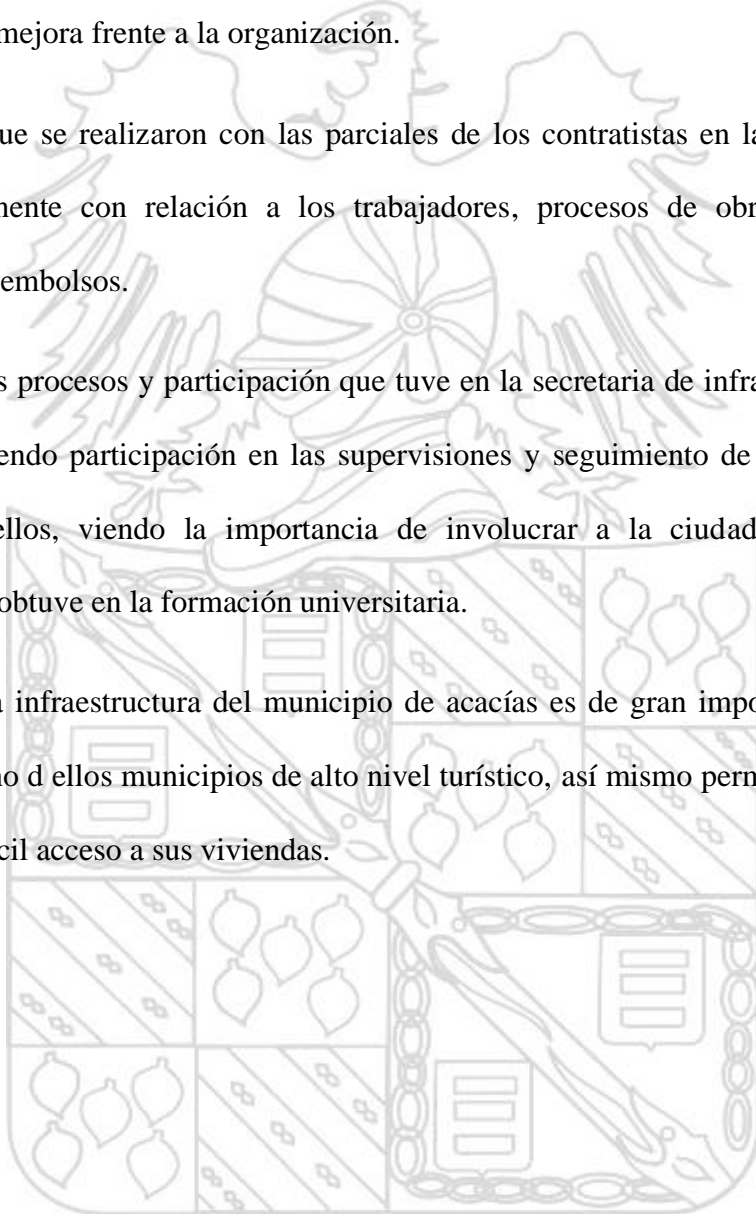 mejora frente a la organización.
ue se realizaron con las parciales de los contratistas en la
mente con relación a los trabajadores, procesos de obr
embolsos.
s procesos y participación que tuve en la secretaria de infra
endo participación en las supervisiones y seguimiento de
ellos, viendo la importancia de involucrar a la ciudad
obtuve en la formación universitaria.
a infraestructura del municipio de acacías es de gran impo
no d ellos municipios de alto nivel turístico, así mismo perm
cil acceso a sus viviendas.